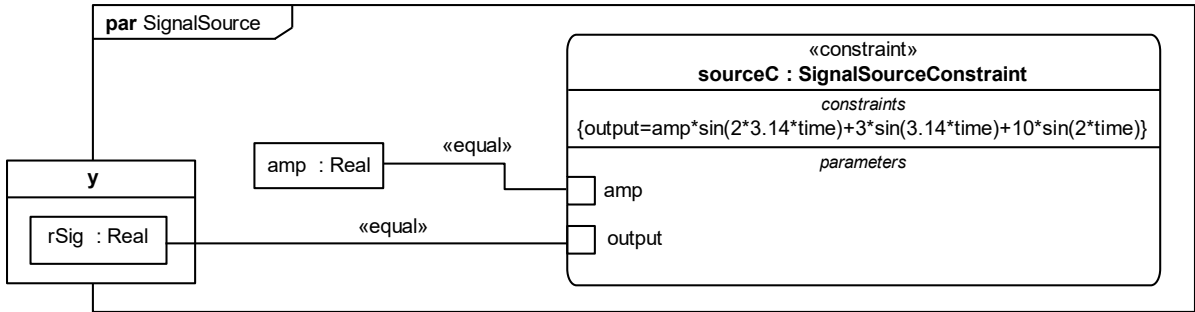 par SignalSource
«constraint»
sourceC : SignalSourceConstraint
constraints
{output=amp*sin(2*3.14*time)+3*sin(3.14*time)+10*sin(2*time)}
parameters
«equal»
amp : Real
amp
y
rSig : Real
«equal»
output